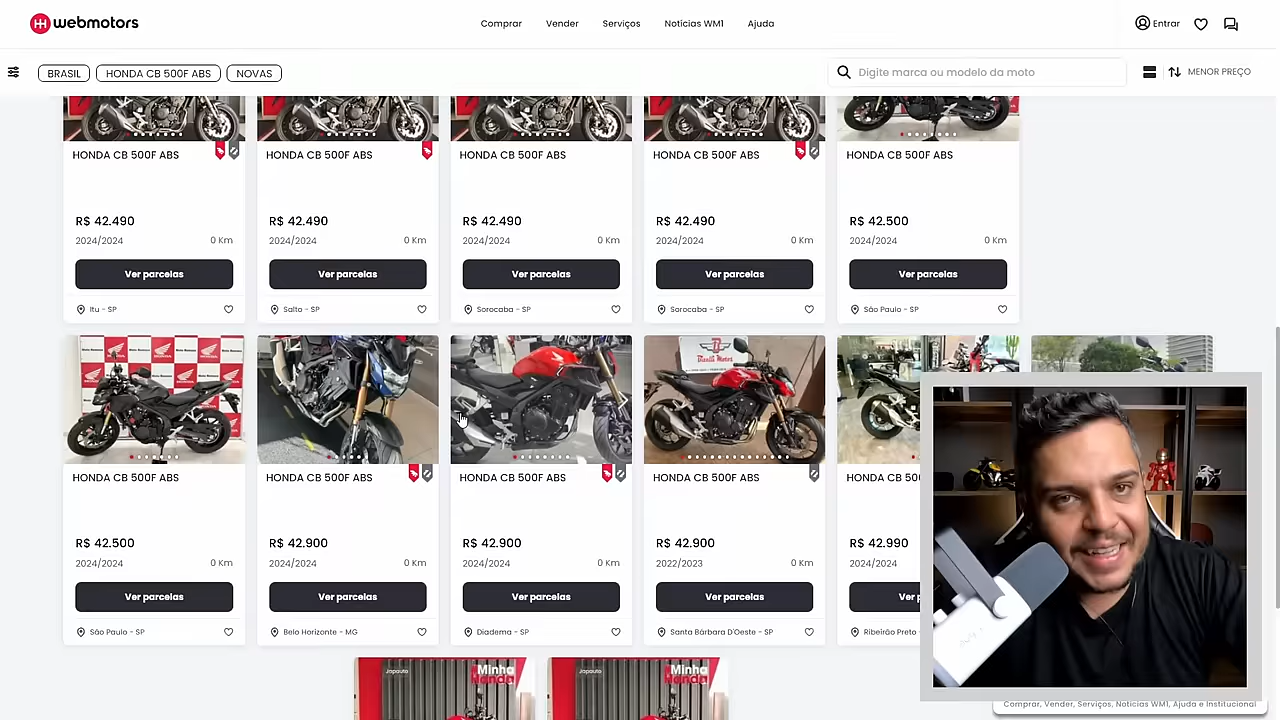 webmotors
Comprar
Vender
Serviços
Notícias WM1
Ajuda
Entrar
BRASIL
HONDA CB 500F ABS
NOVAS
Digite marca ou modelo da moto
MENOR PREÇO
HONDA CB 500F ABS
HONDA CB 500F ABS
HONDA CB 500F ABS
HONDA CB 500F ABS
HONDA CB 500F ABS
R$ 42.490
R$ 42.490
R$ 42.490
R$ 42.490
R$ 42.500
2024/2024 0 Km
2024/2024 0 Km
2024/2024 0 Km
2024/2024 0 Km
2024/2024 0 Km
Ver parcelas
Ver parcelas
Ver parcelas
Ver parcelas
Ver parcelas
Itu - SP
Salto - SP
Sorocaba - SP
Sorocaba - SP
São Paulo - SP
HONDA CB 500F ABS
HONDA CB 500F ABS
HONDA CB 500F ABS
HONDA CB 500F ABS
HONDA CB 500
R$ 42.500
R$ 42.900
R$ 42.900
R$ 42.900
R$ 42.990
2024/2024 0 Km
2024/2024 0 Km
2024/2024 0 Km
2022/2023 0 Km
2024/2024
Ver parcelas
Ver parcelas
Ver parcelas
Ver parcelas
Ver p
São Paulo - SP
Belo Horizonte - MG
Diadema - SP
Santa Bárbara D'Oeste - SP
Ribeirão Preto -
Japauto
Minha
Honda
Japauto
Minha
Honda
Comprar, Vender, Serviços, Notícias WM1, Ajuda e Institucional